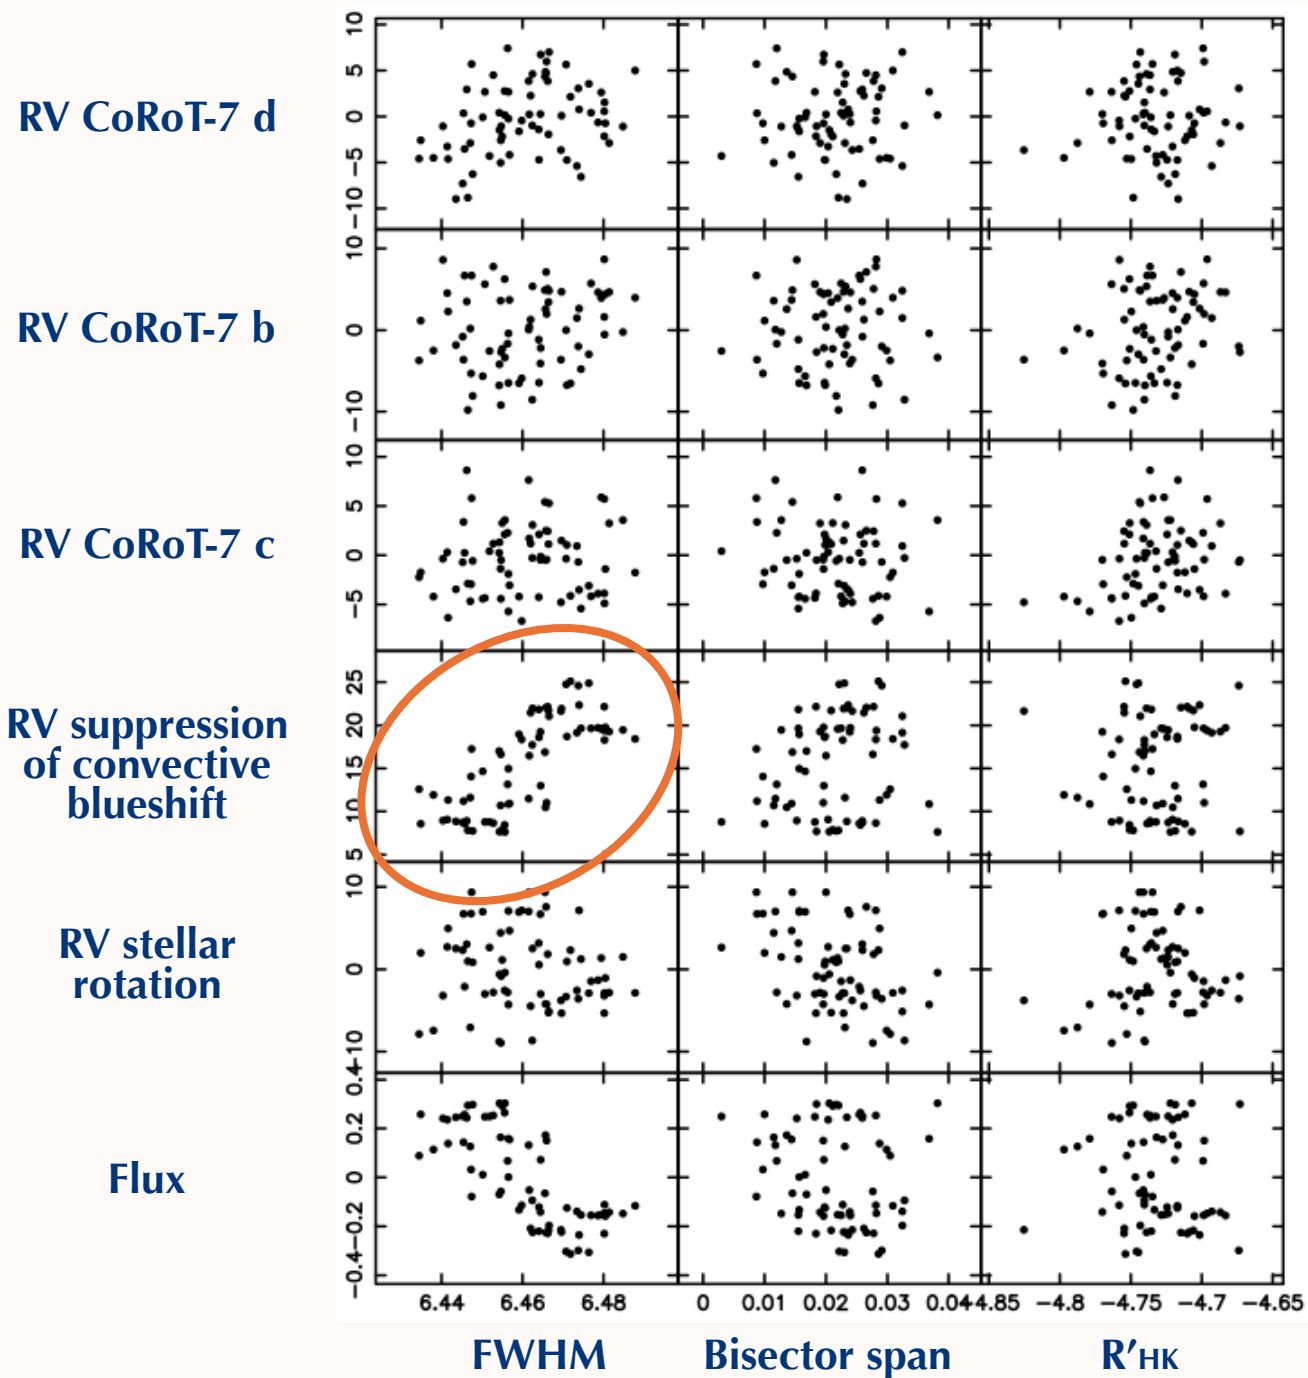 10
5
0
−5
−10
RV CoRoT-7 d
10
0
−10
RV CoRoT-7 b
10
5
0
−5
RV CoRoT-7 c
25
20
15
10
5
RV suppression
of convective
blueshift
10
0
−10
RV stellar
rotation
0.4
0.2
0
−0.2
−0.4
Flux
6.44 6.46 6.48 0 0.01 0.02 0.03 0.04 −4.85 −4.8 −4.75 −4.7 −4.65
FWHM Bisector span R’HK